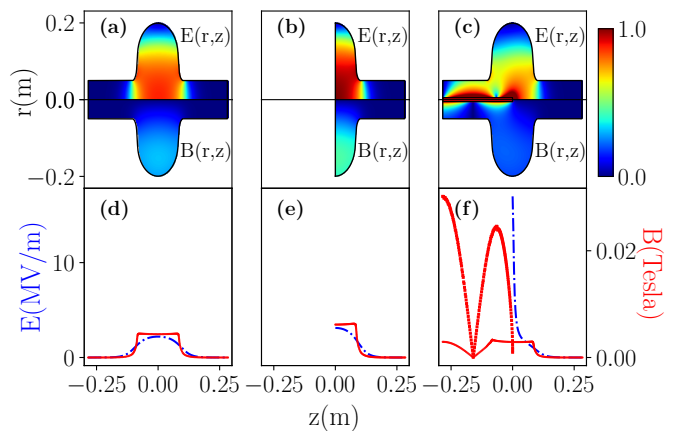 (a) E(r,z) B(r,z)
(b) E(r,z) B(r,z)
(c) E(r,z) B(r,z)
0.2
0.0
−0.2
r(m)
1.0
0.0
(d)
(e)
(f)
10
0
E(MV/m)
0.02
0.00
B(Tesla)
−0.25 0.00 0.25
−0.25 0.00 0.25
−0.25 0.00 0.25
z(m)